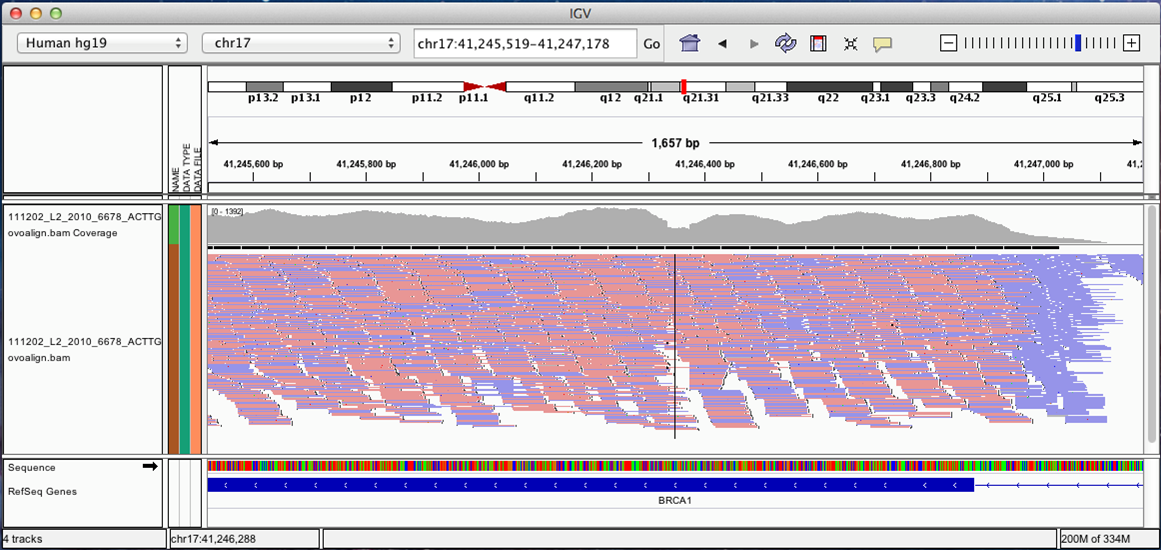 IGV
Human hg19
chr17
chr17:41,245,519-41,247,178
Go
p13.2 p13.1 p12 p11.2 p11.1 q11.2 q12 q21.1 q21.31 q21.33 q22 q23.1 q23.3 q24.2 q25.1 q25.3
1,657 bp
41,245,600 bp 41,245,800 bp 41,246,000 bp 41,246,200 bp 41,246,400 bp 41,246,600 bp 41,246,800 bp 41,247,000 bp 41,2
NAME
DATA TYPE
DATA FILE
111202_L2_2010_6678_ACTTG
ovoalign.bam Coverage
[0 - 1392]
111202_L2_2010_6678_ACTTG
ovoalign.bam
Sequence
RefSeq Genes
BRCA1
4 tracks
chr17:41,246,288
200M of 334M